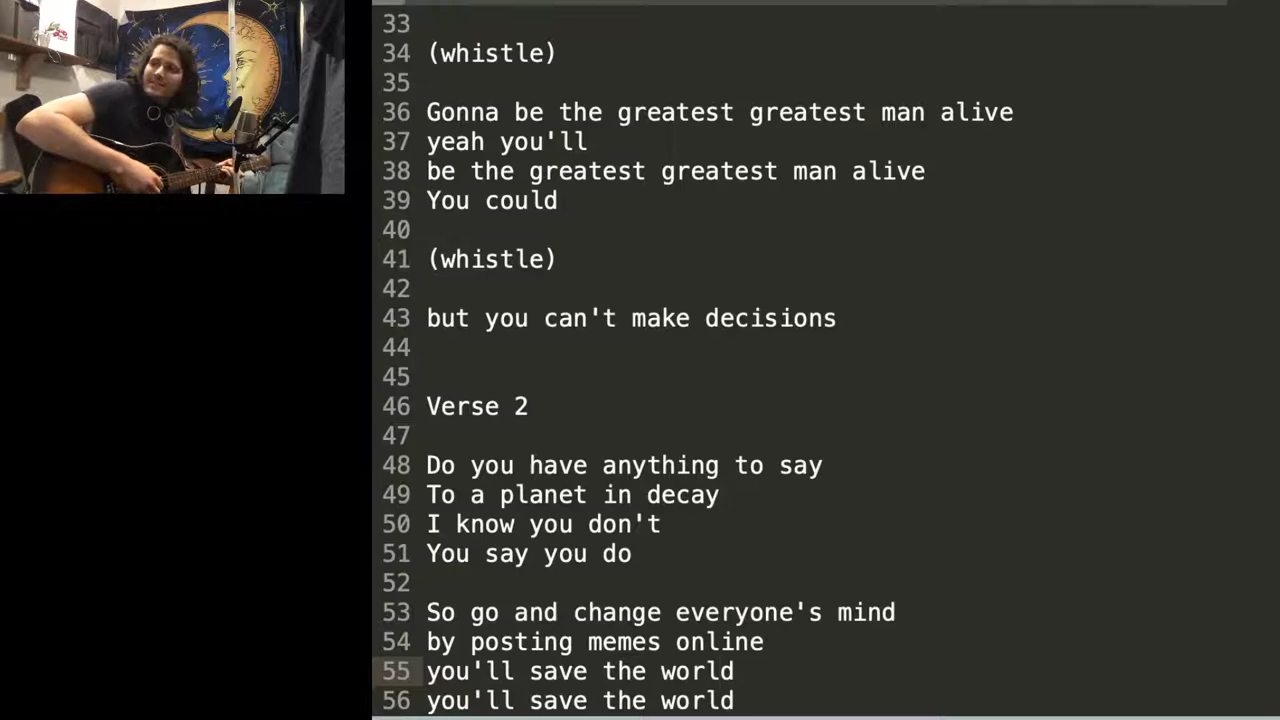 33
34 (whistle)
35
36 Gonna be the greatest greatest man alive
37 yeah you'll
38 be the greatest greatest man alive
39 You could
40
41 (whistle)
42
43 but you can't make decisions
44
45
46 Verse 2
47
48 Do you have anything to say
49 To a planet in decay
50 I know you don't
51 You say you do
52
53 So go and change everyone's mind
54 by posting memes online
55 you'll save the world
56 you'll save the world